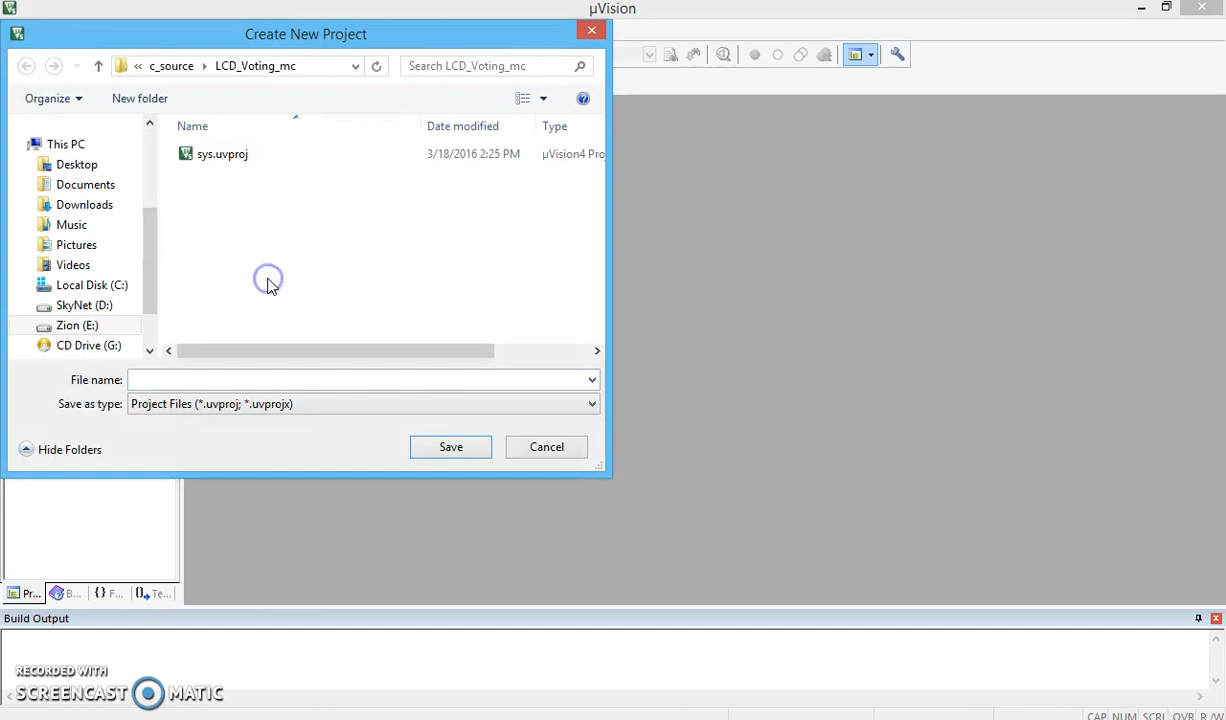 µVision
Create New Project
« c_source LCD_Voting_mc
Search LCD_Voting_mc
Organize
New folder
Name
Date modified
Type
This PC
Desktop
Documents
Downloads
Music
Pictures
Videos
Local Disk (C:)
SkyNet (D:)
Zion (E:)
CD Drive (G:)
sys.uvproj
3/18/2016 2:25 PM
µVision4 Proj
File name:
Save as type:
Project Files (*.uvproj; *.uvprojx)
Hide Folders
Save
Cancel
Pr...
B...
{} F...
Te...
Build Output
RECORDED WITH
SCREENCAST MATIC
CAP NUM SCRL OVR R/W